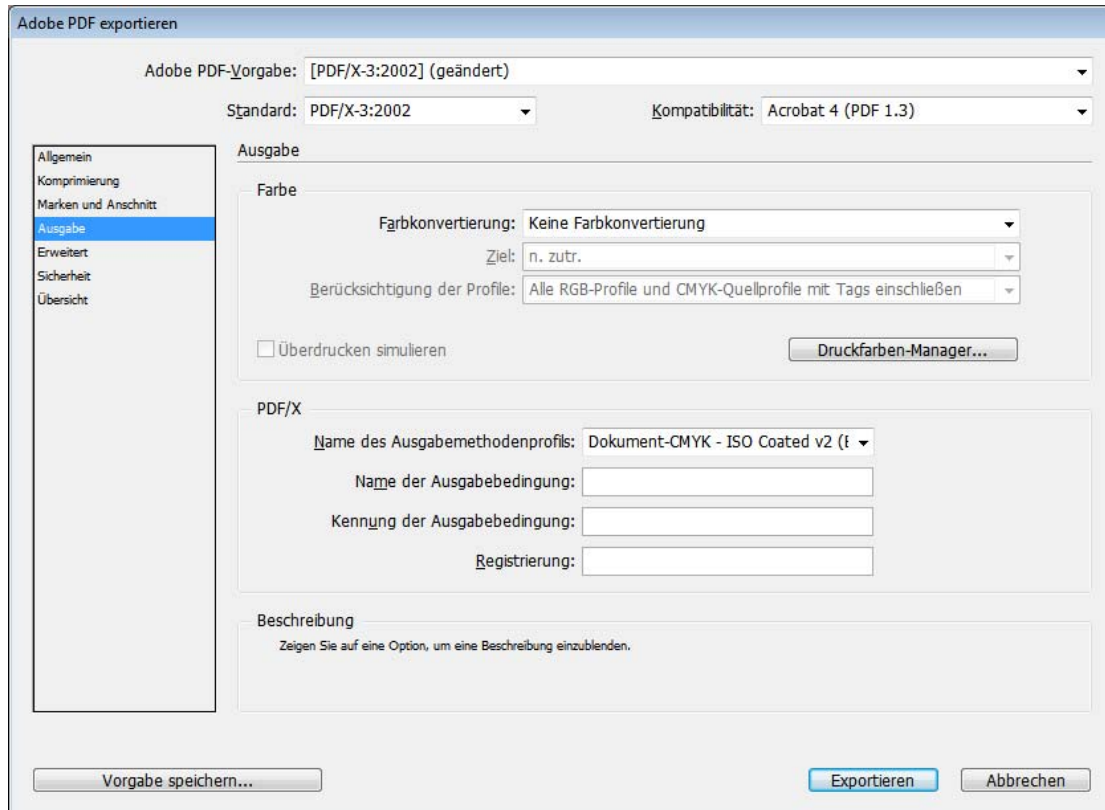 Adobe PDF exportieren
Adobe PDF-Vorgabe: [PDF/X-3:2002] (geändert)
Standard: PDF/X-3:2002 Kompatibilität: Acrobat 4 (PDF 1.3)
Allgemein
Komprimierung
Marken und Anschnitt
Ausgabe
Erweitert
Sicherheit
Übersicht
Ausgabe
Farbe
Farbkonvertierung: Keine Farbkonvertierung
Ziel: n. zutr.
Berücksichtigung der Profile: Alle RGB-Profile und CMYK-Quellprofile mit Tags einschließen
Überdrucken simulieren Druckfarben-Manager...
PDF/X
Name des Ausgabemethodenprofils: Dokument-CMYK - ISO Coated v2 (E
Name der Ausgabebedingung:
Kennung der Ausgabebedingung:
Registrierung:
Beschreibung
Zeigen Sie auf eine Option, um eine Beschreibung einzublenden.
Vorgabe speichern... Exportieren Abbrechen